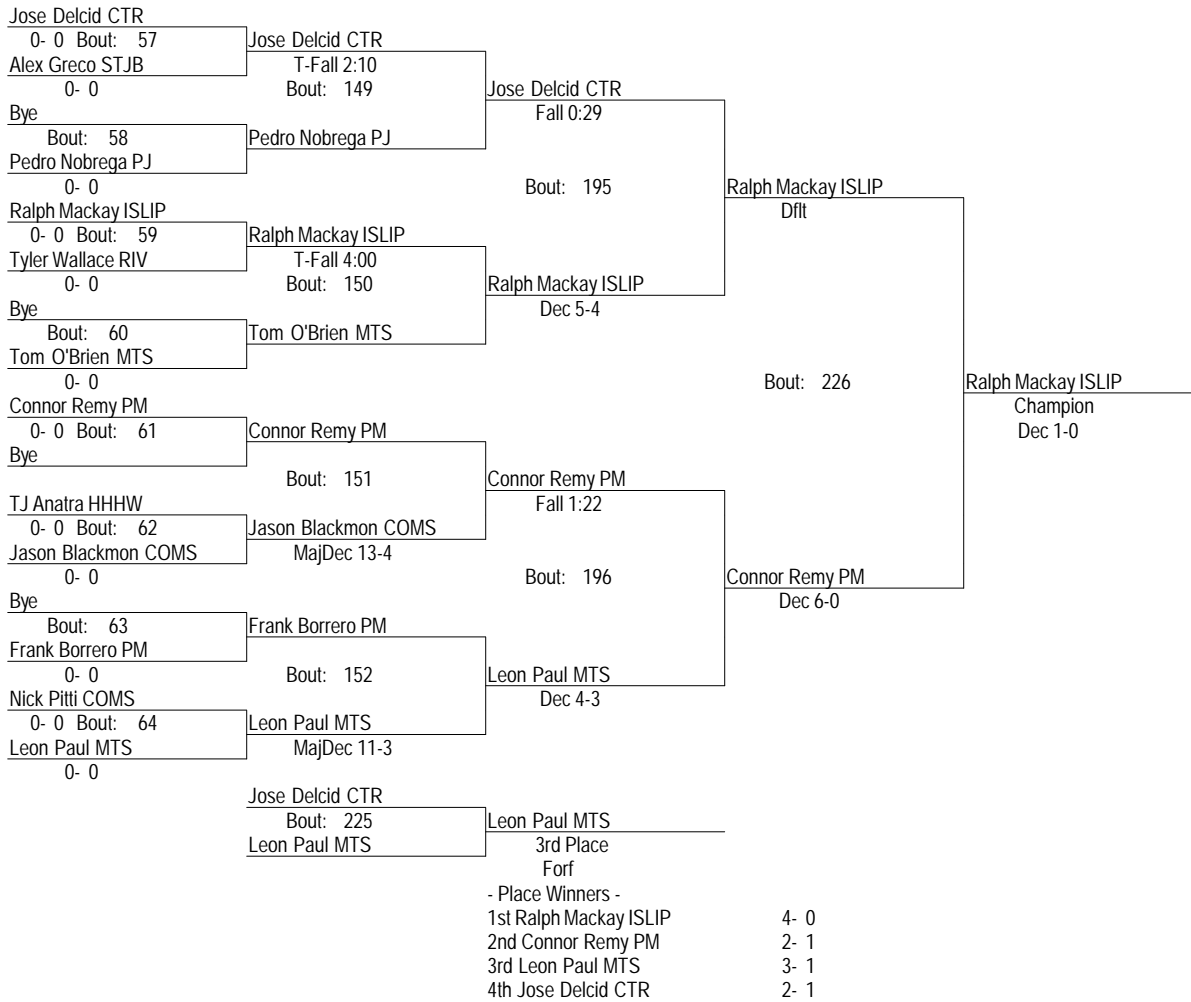 Jose Delcid CTR
0- 0 Bout: 57
Alex Greco STJB
0- 0
Bye
Bout: 58
Pedro Nobrega PJ
0- 0
Ralph Mackay ISLIP
0- 0 Bout: 59
Tyler Wallace RIV
0- 0
Bye
Bout: 60
Tom O'Brien MTS
0- 0
Connor Remy PM
0- 0 Bout: 61
Bye
TJ Anatra HHHW
0- 0 Bout: 62
Jason Blackmon COMS
0- 0
Bye
Bout: 63
Frank Borrero PM
0- 0
Nick Pitti COMS
0- 0 Bout: 64
Leon Paul MTS
0- 0
Jose Delcid CTR
T-Fall 2:10
Bout: 149
Pedro Nobrega PJ
Ralph Mackay ISLIP
T-Fall 4:00
Bout: 150
Tom O'Brien MTS
Connor Remy PM
Bout: 151
Jason Blackmon COMS
MajDec 13-4
Frank Borrero PM
Bout: 152
Leon Paul MTS
MajDec 11-3
Jose Delcid CTR
Fall 0:29
Bout: 195
Ralph Mackay ISLIP
Dec 5-4
Connor Remy PM
Fall 1:22
Bout: 196
Leon Paul MTS
Dec 4-3
Ralph Mackay ISLIP
Dflt
Bout: 226
Connor Remy PM
Dec 6-0
Ralph Mackay ISLIP
Champion
Dec 1-0
Jose Delcid CTR
Bout: 225
Leon Paul MTS
Leon Paul MTS
3rd Place
Forf
- Place Winners -
1st Ralph Mackay ISLIP 4- 0
2nd Connor Remy PM 2- 1
3rd Leon Paul MTS 3- 1
4th Jose Delcid CTR 2- 1